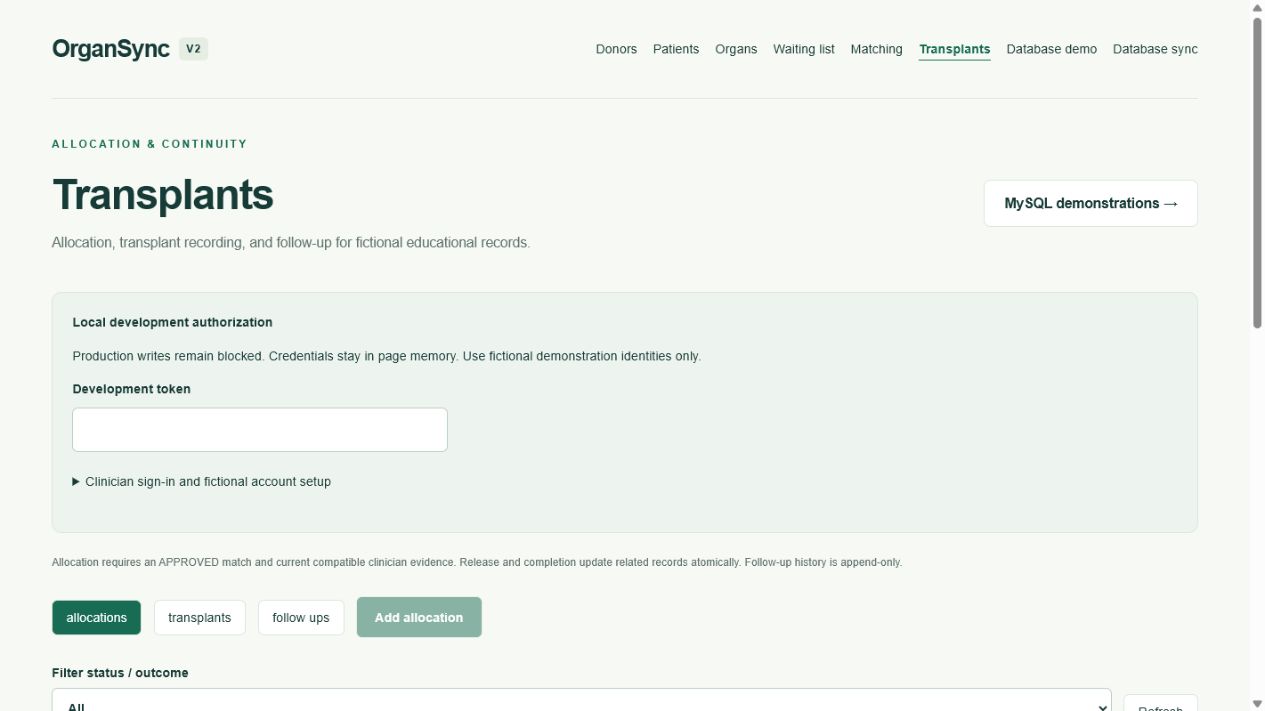 OrganSync V2
Donors Patients Organs Waiting list Matching Transplants Database demo Database sync
ALLOCATION & CONTINUITY
Transplants
MySQL demonstrations →
Allocation, transplant recording, and follow-up for fictional educational records.
Local development authorization
Production writes remain blocked. Credentials stay in page memory. Use fictional demonstration identities only.
Development token
▶ Clinician sign-in and fictional account setup
Allocation requires an APPROVED match and current compatible clinician evidence. Release and completion update related records atomically. Follow-up history is append-only.
allocations transplants follow ups Add allocation
Filter status / outcome
All Refresh